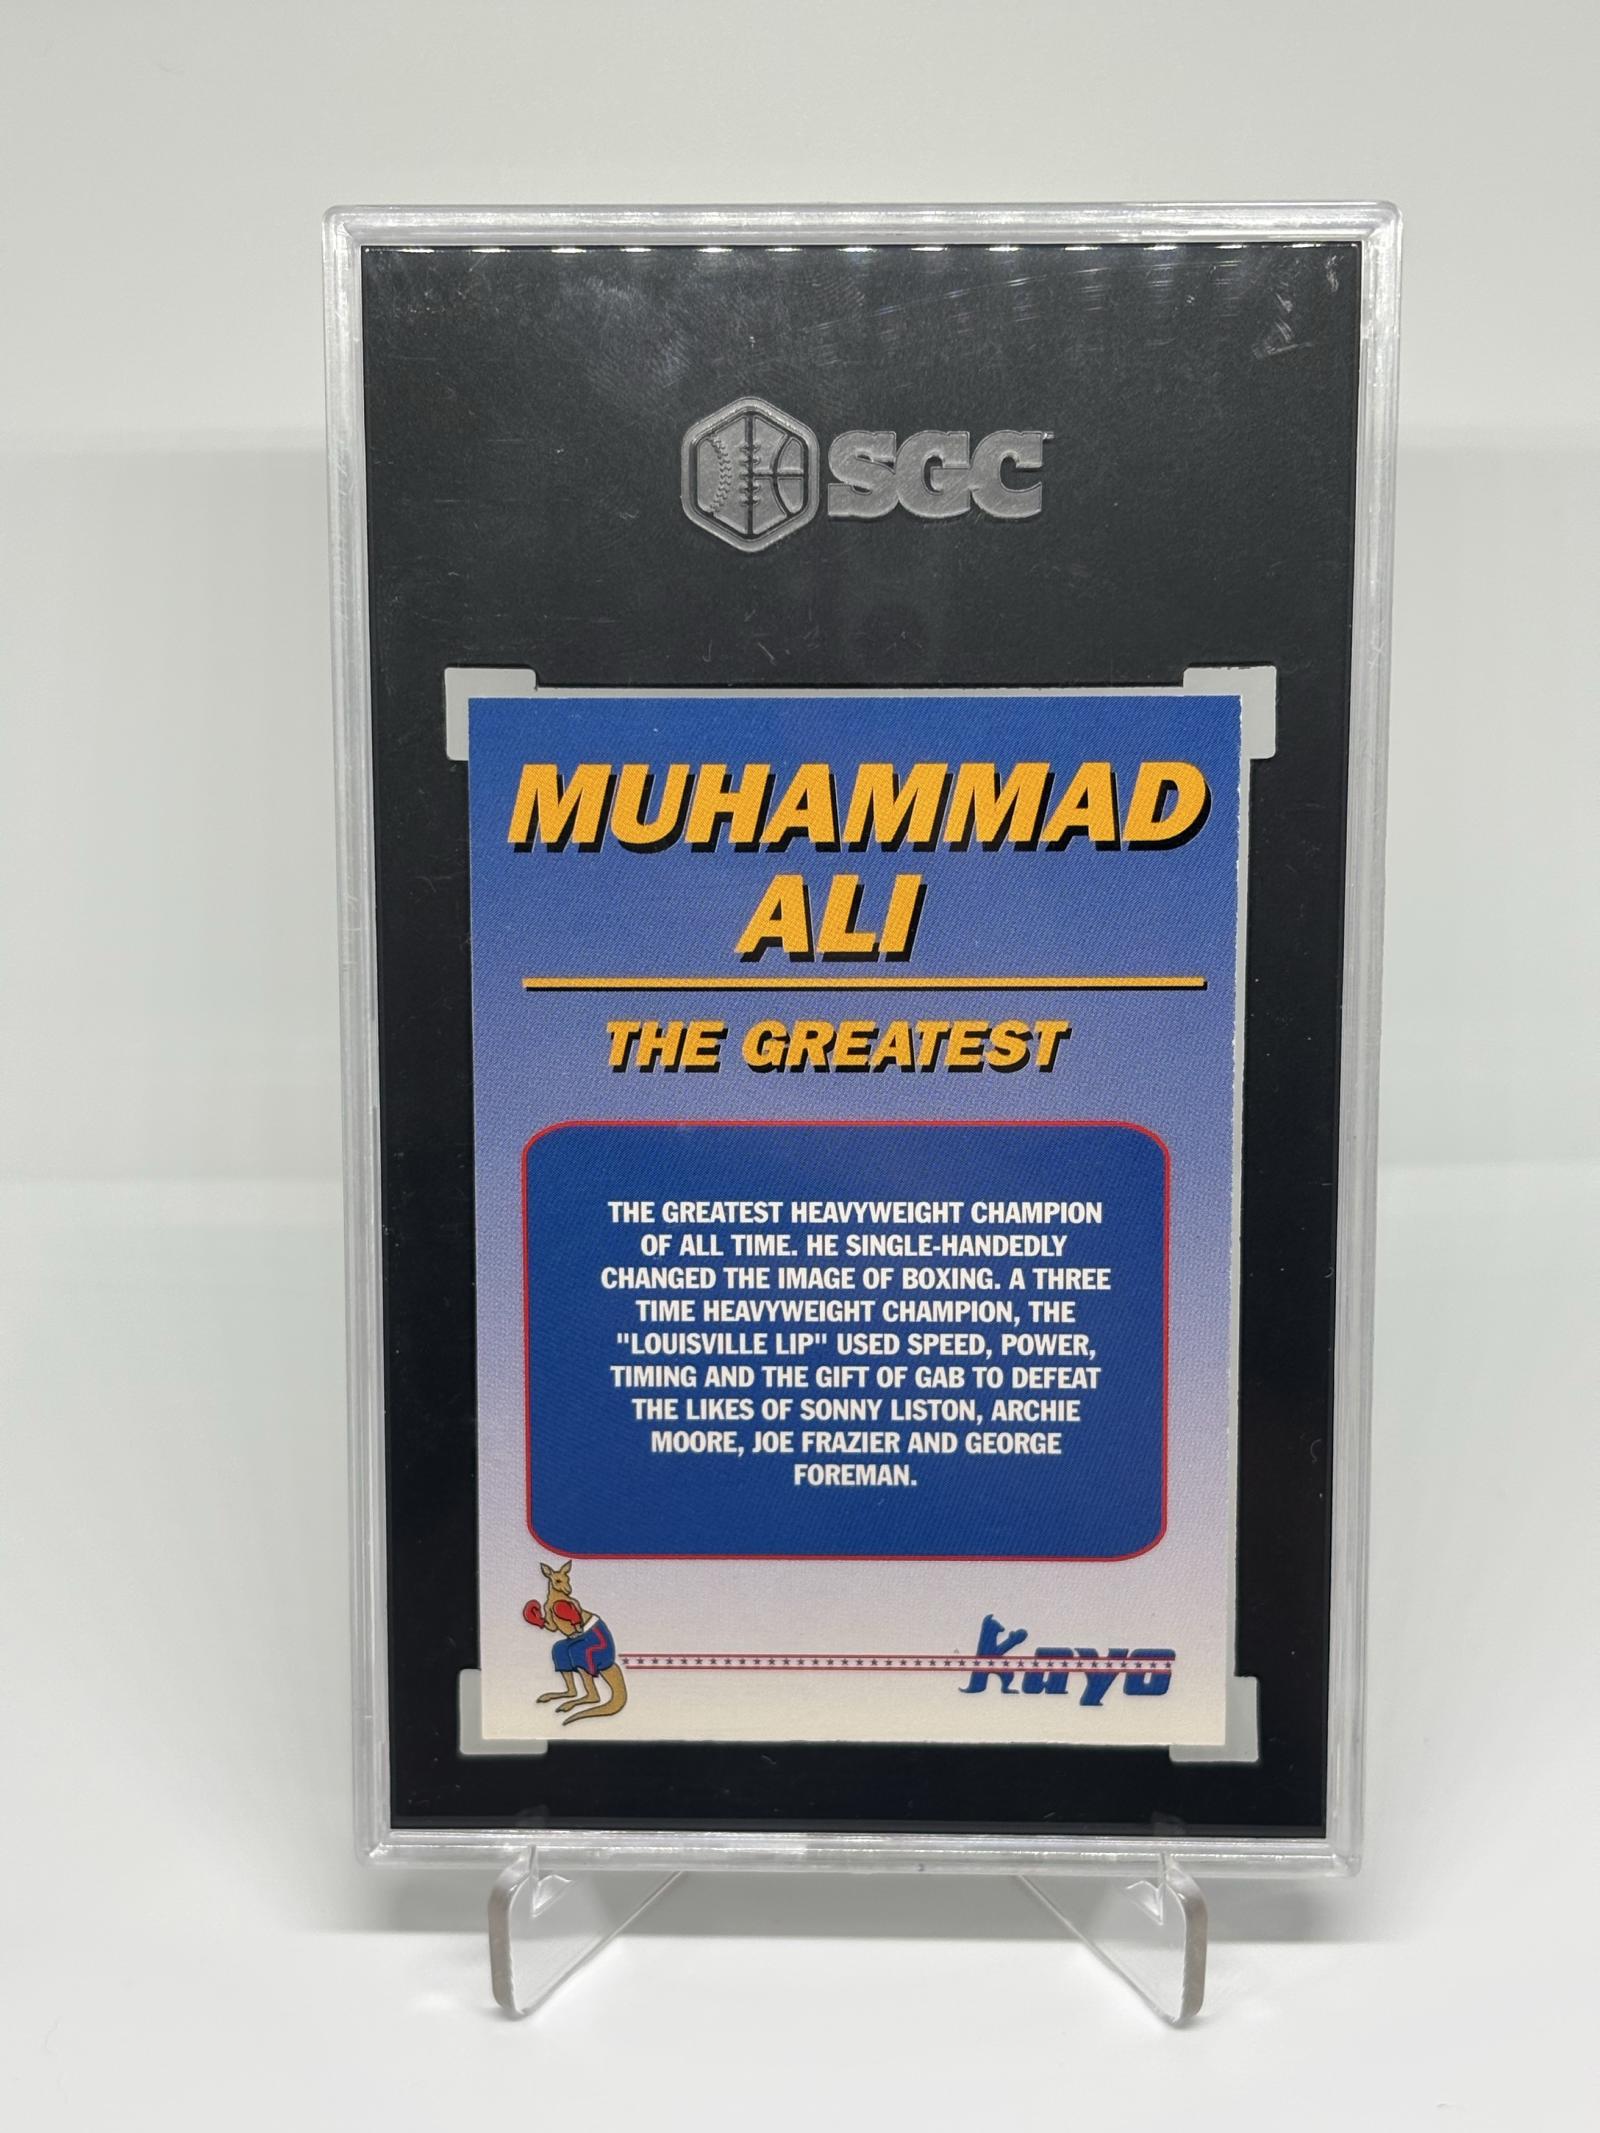 SGC
MUHAMMAD
ALI
THE GREATEST
THE GREATEST HEAVYWEIGHT CHAMPION
OF ALL TIME. HE SINGLE-HANDEDLY
CHANGED THE IMAGE OF BOXING. A THREE
TIME HEAVYWEIGHT CHAMPION, THE
"LOUISVILLE LIP" USED SPEED, POWER,
TIMING AND THE GIFT OF GAB TO DEFEAT
THE LIKES OF SONNY LISTON, ARCHIE
MOORE, JOE FRAZIER AND GEORGE
FOREMAN.
Kayo